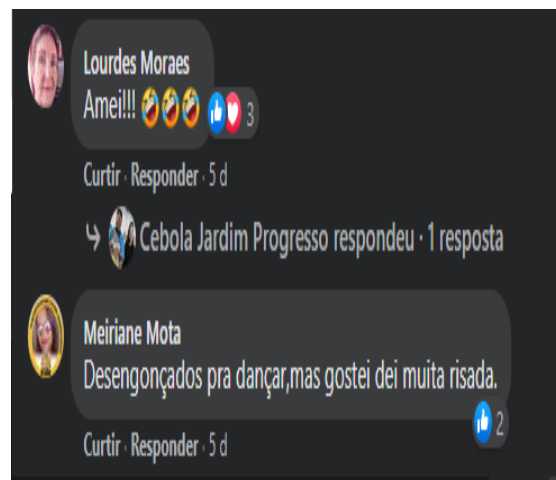 Lourdes Moraes
Amei!!! 🤣🤣🤣 3
Curtir · Responder · 5 d
Cebola Jardim Progresso respondeu · 1 resposta
Meiriane Mota
Desengonçados pra dançar,mas gostei dei muita risada.
2
Curtir · Responder · 5 d